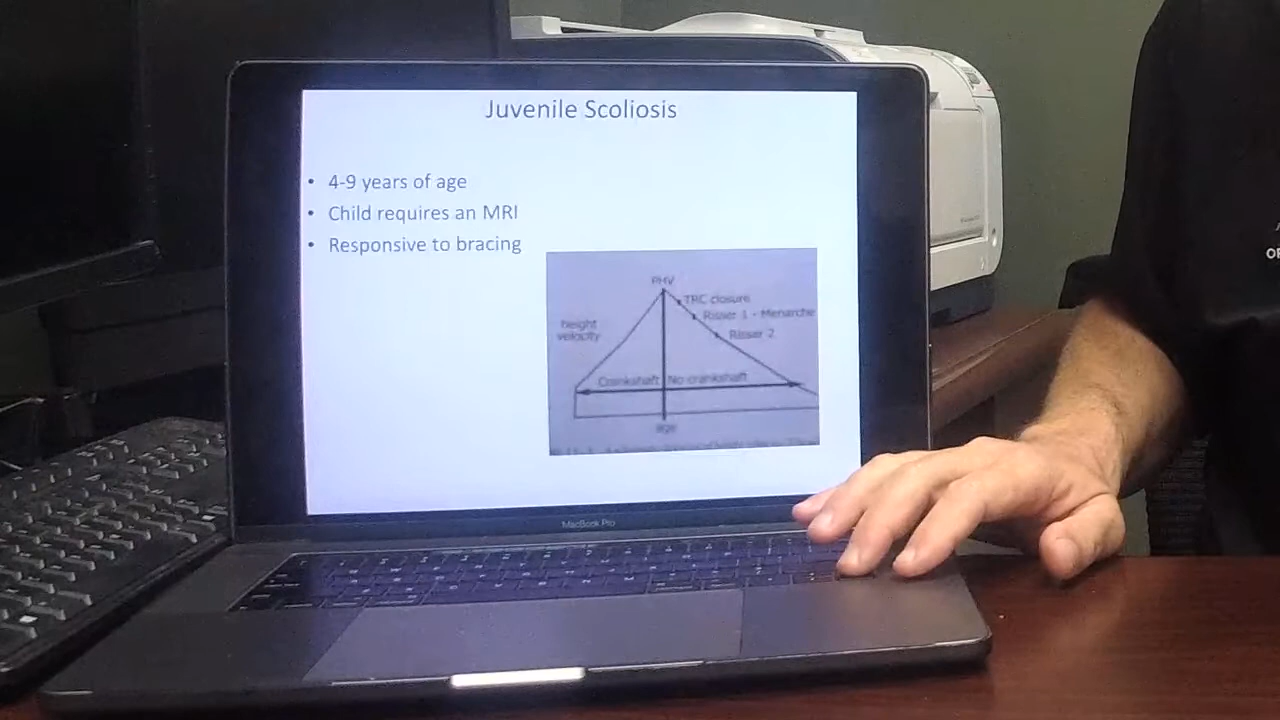 Juvenile Scoliosis
• 4-9 years of age
• Child requires an MRI
• Responsive to bracing
PHV
TRC closure
Risser 1 - Menarche
height
velocity
Risser 2
Crankshaft No crankshaft
age
MacBook Pro